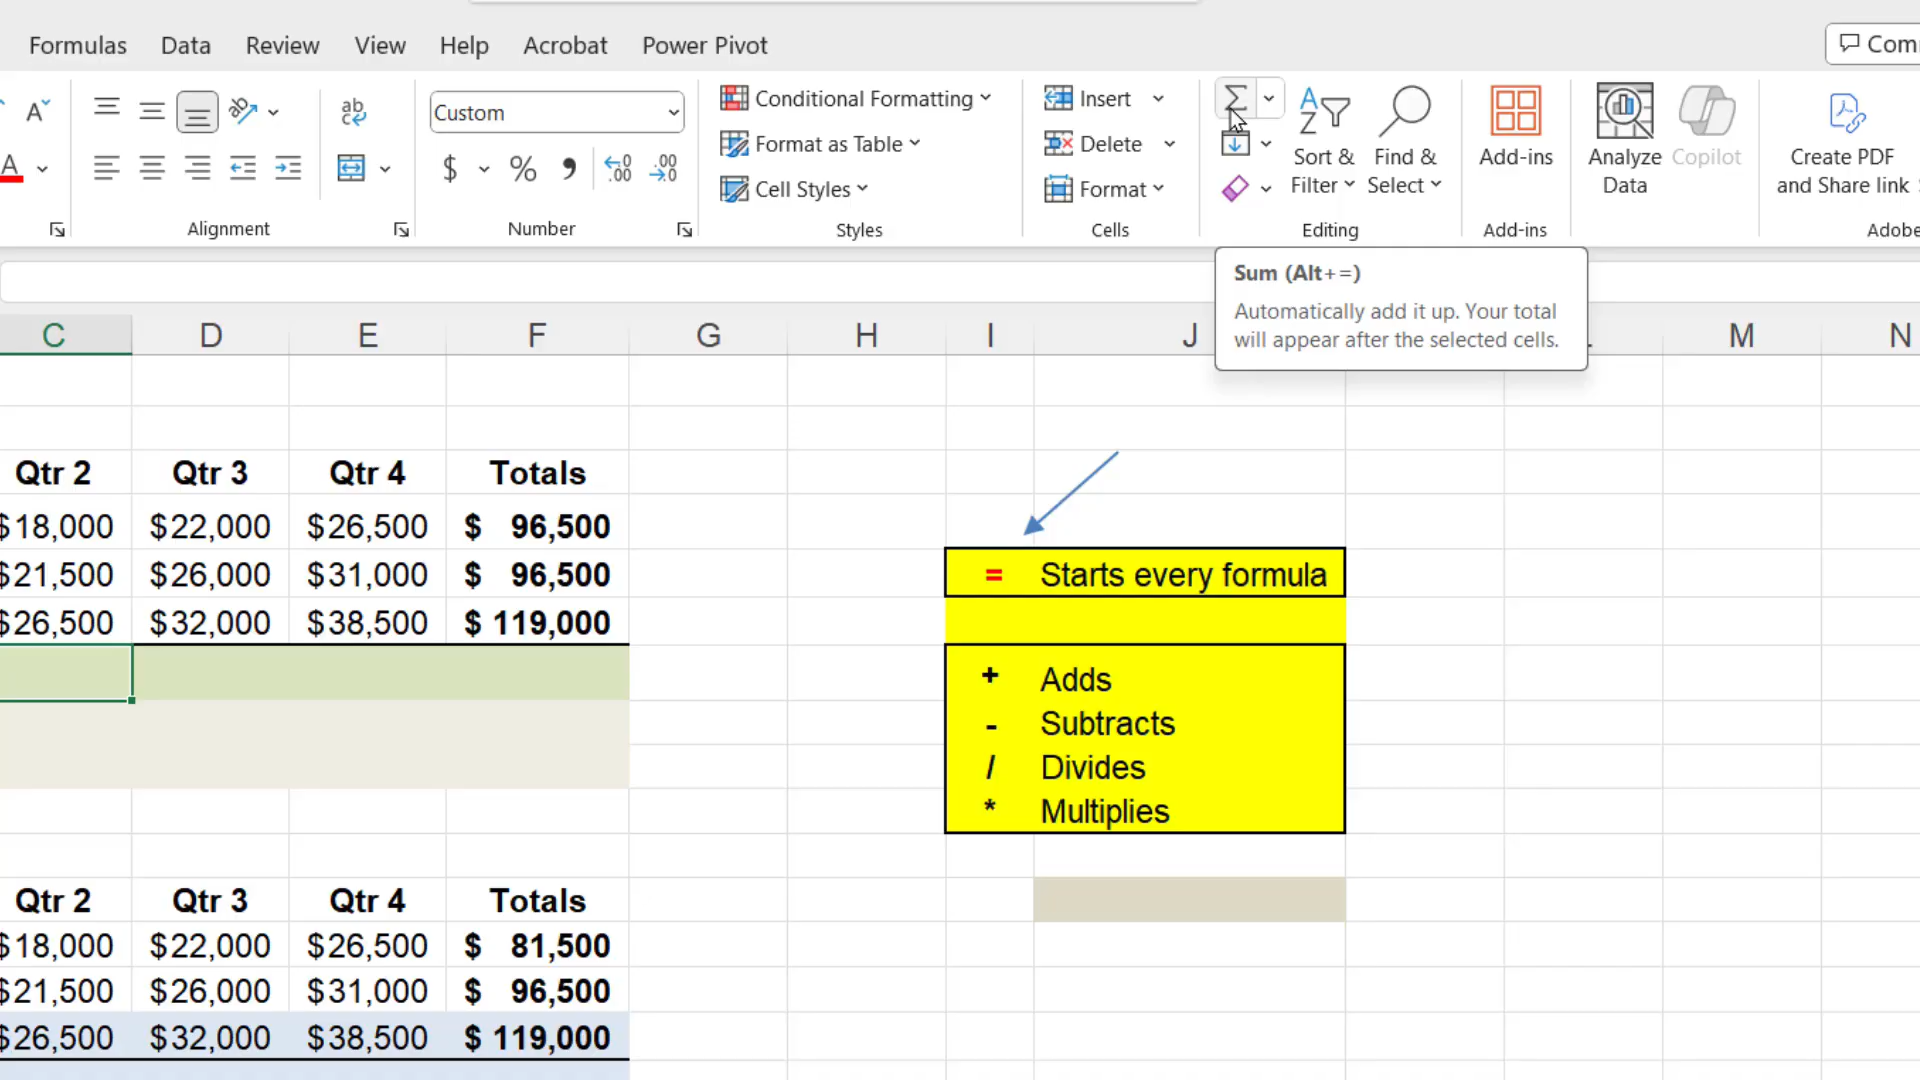 Formulas Data Review View Help Acrobat Power Pivot
Custom
Conditional Formatting
Format as Table
Cell Styles
Insert
Delete
Format
Sort &
Filter
Find &
Select
Add-ins
Analyze
Data
Copilot
Create PDF
and Share link
Alignment Number Styles Cells Editing Add-ins
Sum (Alt+=)
Automatically add it up. Your total
will appear after the selected cells.
C D E F G H I J M N
Qtr 2 Qtr 3 Qtr 4 Totals
$18,000 $22,000 $26,500 $ 96,500
$21,500 $26,000 $31,000 $ 96,500
$26,500 $32,000 $38,500 $ 119,000
= Starts every formula
+ Adds
- Subtracts
/ Divides
* Multiplies
Qtr 2 Qtr 3 Qtr 4 Totals
$18,000 $22,000 $26,500 $ 81,500
$21,500 $26,000 $31,000 $ 96,500
$26,500 $32,000 $38,500 $ 119,000